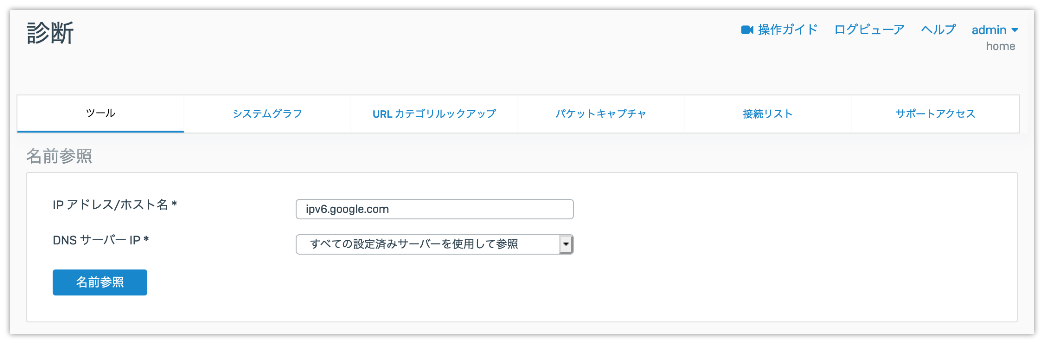 診断
操作ガイド ログビューア ヘルプ admin
home
ツール システムグラフ URL カテゴリルックアップ パケットキャプチャ 接続リスト サポートアクセス
名前参照
IP アドレス/ホスト名 * ipv6.google.com
DNS サーバー IP * すべての設定済みサーバーを使用して参照
名前参照